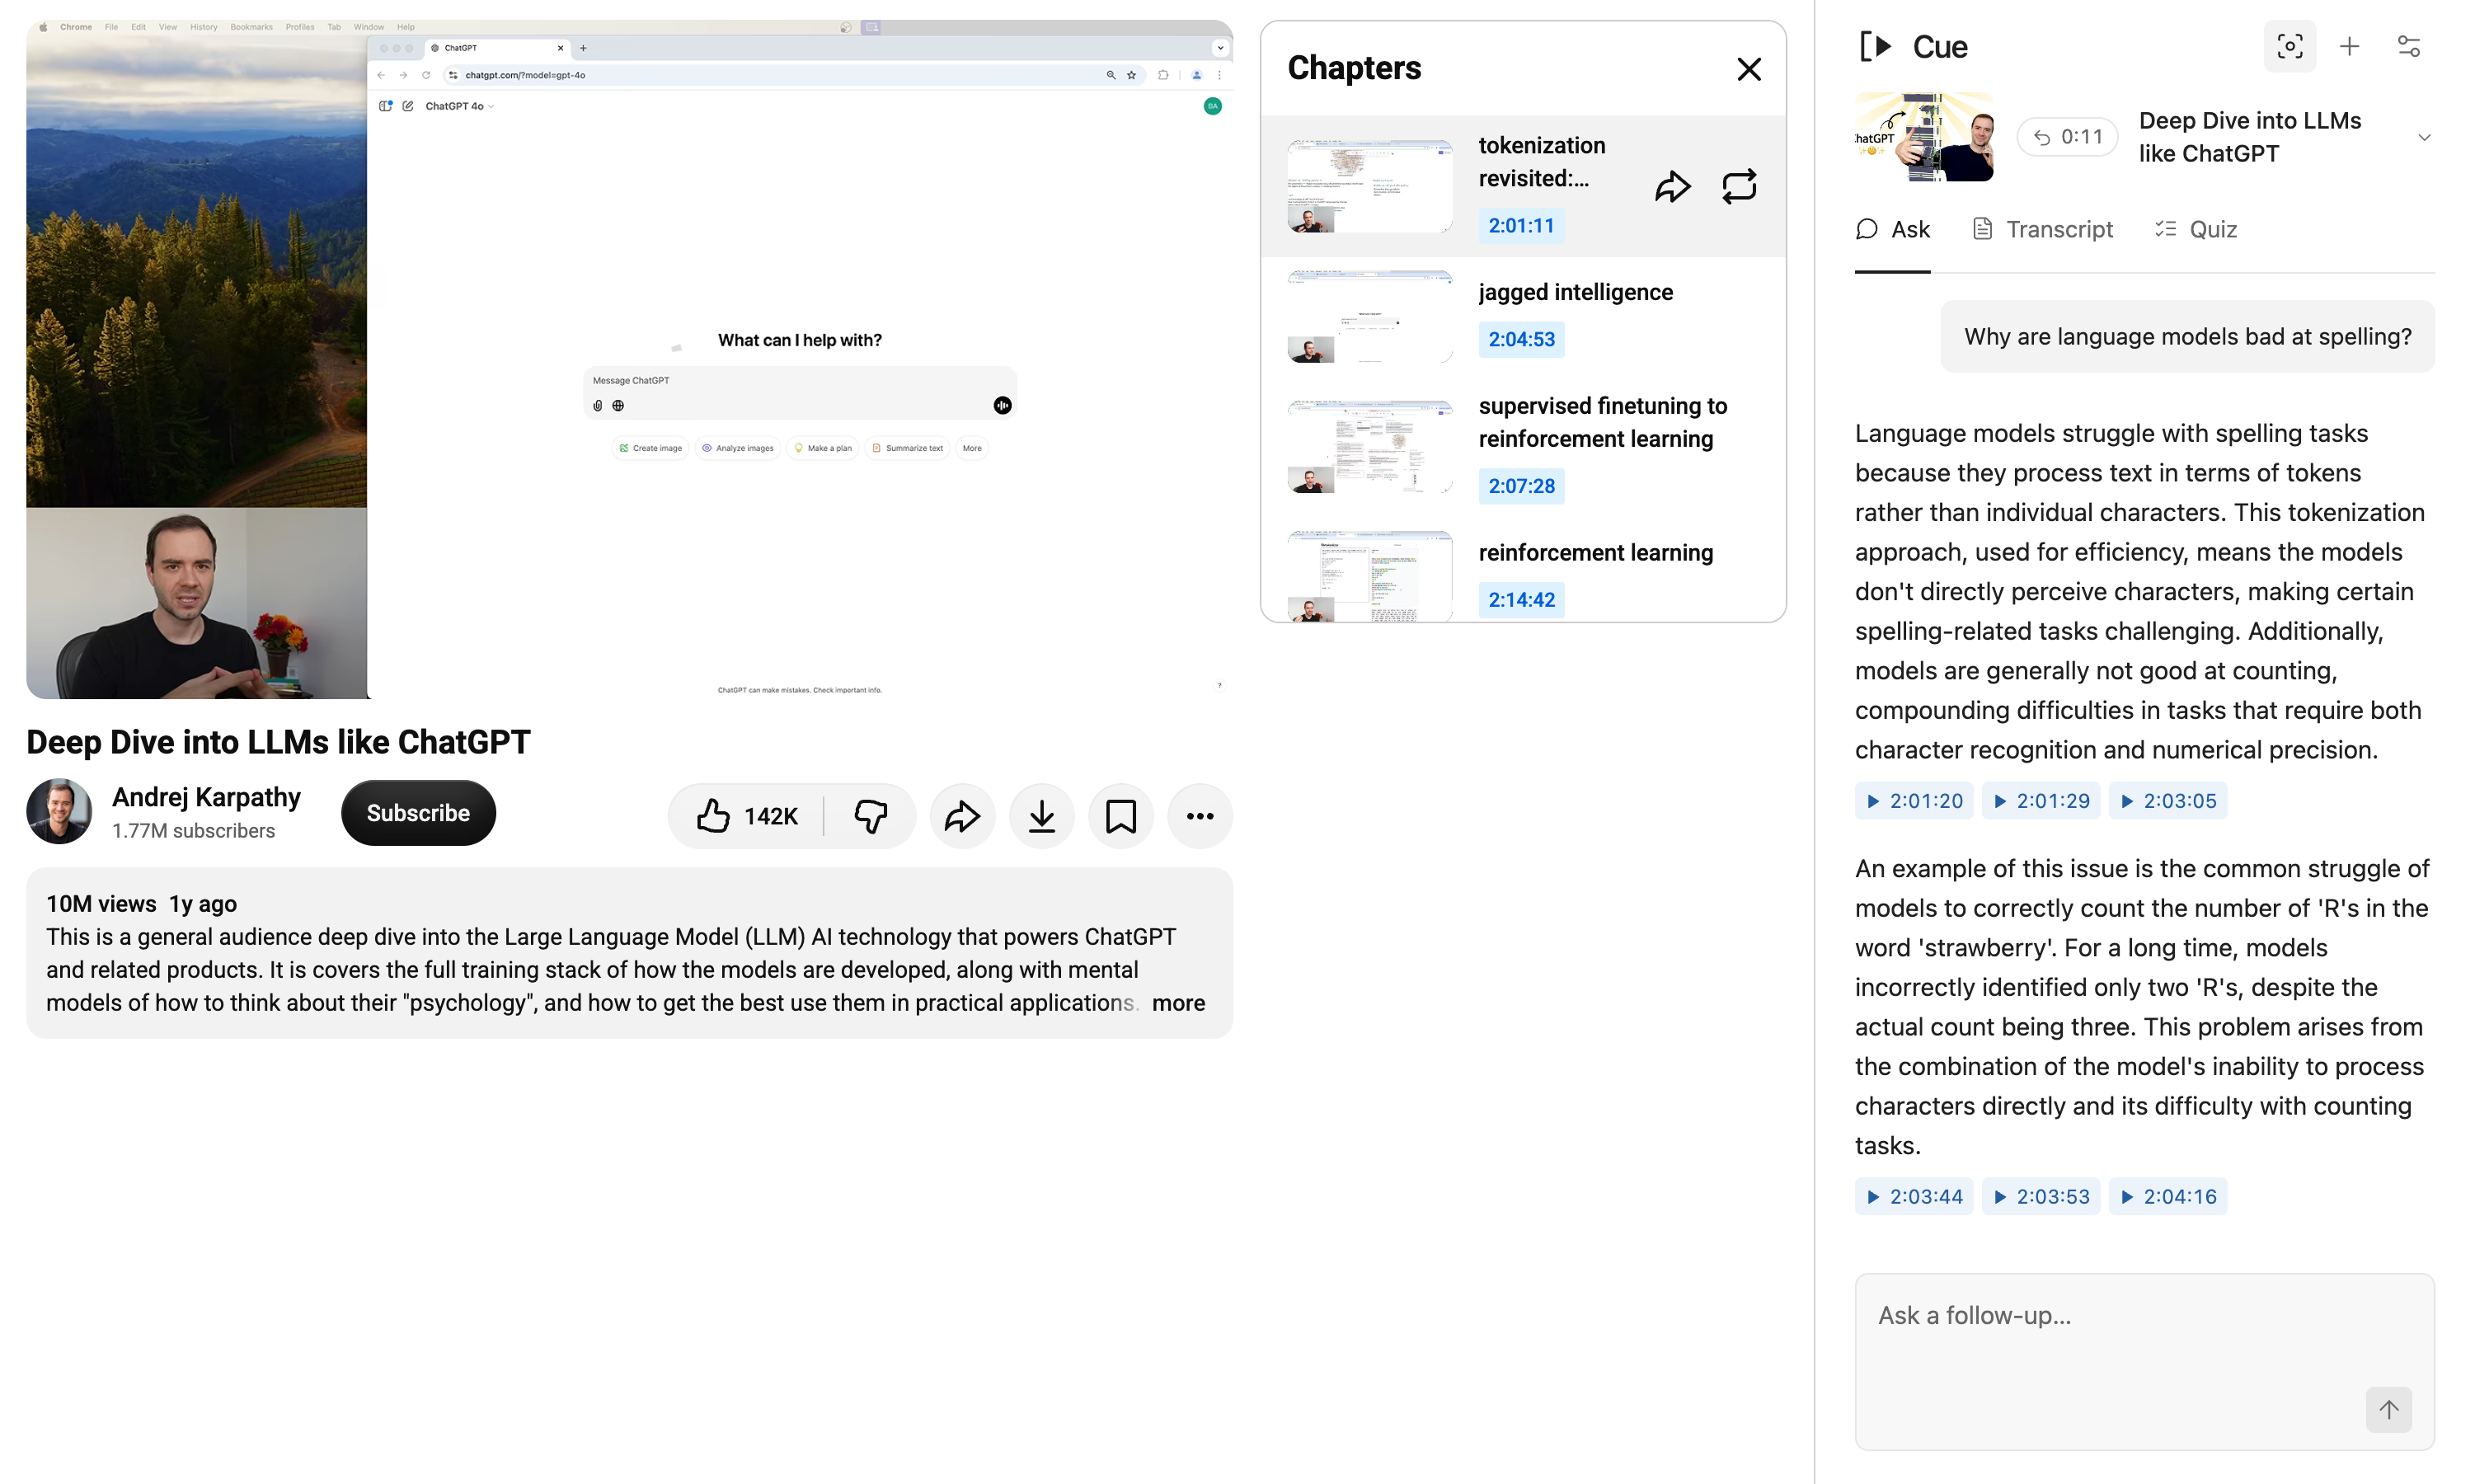 Chrome File Edit View History Bookmarks Profiles Tab Window Help
ChatGPT
chatgpt.com/?model=gpt-4o
ChatGPT 4o
BA
What can I help with?
Message ChatGPT
Create image
Analyze images
Make a plan
Summarize text
More
ChatGPT can make mistakes. Check important info.
?
Deep Dive into LLMs like ChatGPT
Andrej Karpathy
1.77M subscribers
Subscribe
142K
10M views 1y ago
This is a general audience deep dive into the Large Language Model (LLM) AI technology that powers ChatGPT
and related products. It is covers the full training stack of how the models are developed, along with mental
models of how to think about their "psychology", and how to get the best use them in practical applications. more
Chapters
tokenization
revisited:...
2:01:11
jagged intelligence
2:04:53
supervised finetuning to
reinforcement learning
2:07:28
reinforcement learning
2:14:42
Cue
hatGPT
0:11
Deep Dive into LLMs
like ChatGPT
Ask
Transcript
Quiz
Why are language models bad at spelling?
Language models struggle with spelling tasks
because they process text in terms of tokens
rather than individual characters. This tokenization
approach, used for efficiency, means the models
don't directly perceive characters, making certain
spelling-related tasks challenging. Additionally,
models are generally not good at counting,
compounding difficulties in tasks that require both
character recognition and numerical precision.
2:01:20 2:01:29 2:03:05
An example of this issue is the common struggle of
models to correctly count the number of 'R's in the
word 'strawberry'. For a long time, models
incorrectly identified only two 'R's, despite the
actual count being three. This problem arises from
the combination of the model's inability to process
characters directly and its difficulty with counting
tasks.
2:03:44 2:03:53 2:04:16
Ask a follow-up...